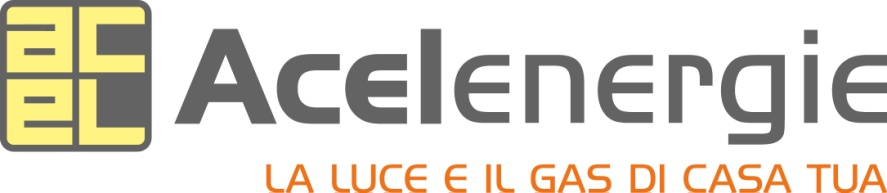 ac
el
Acelenergie
LA LUCE E IL GAS DI CASA TUA